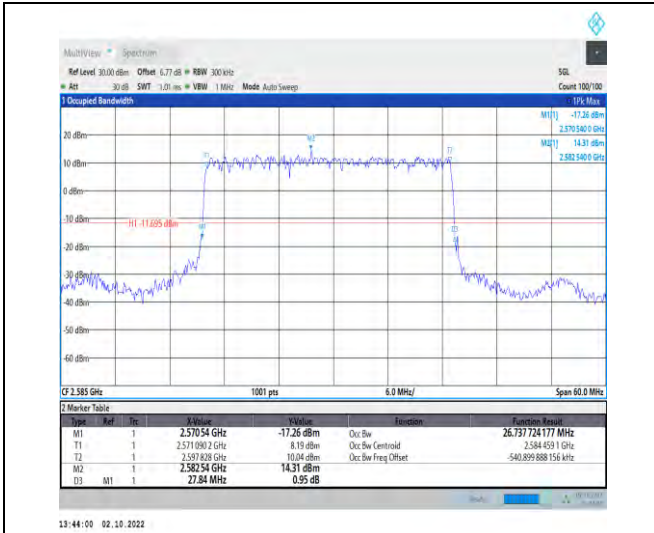 MultiView Spectrum
Ref Level 30.00 dBm Offset 6.77 dB RBW 300 kHz SGL
Att 30 dB SWT 1.01 ms VBW 1 MHz Mode Auto Sweep Count 100/100
1 Occupied Bandwidth 1Pk Max
M1[1] -17.26 dBm
2.570540 0 GHz
M2[1] 14.31 dBm
2.582540 0 GHz
M2
T1 T2
20 dBm
10 dBm
0 dBm
-10 dBm
H1 -11.695 dBm
M1
D3
-20 dBm
-30 dBm
-40 dBm
-50 dBm
-60 dBm
CF 2.585 GHz 1001 pts 6.0 MHz/ Span 60.0 MHz
2 Marker Table
Type Ref Trc X-Value Y-Value Function Function Result
M1 1 2.57054 GHz -17.26 dBm Occ Bw 26.737 724 177 MHz
T1 1 2.571 090 2 GHz 8.19 dBm Occ Bw Centroid 2.584 459 1 GHz
T2 1 2.597 828 GHz 10.04 dBm Occ Bw Freq Offset -540.899 888 156 kHz
M2 1 2.58254 GHz 14.31 dBm
D3 M1 1 27.84 MHz 0.95 dB
13:44:00 02.10.2022